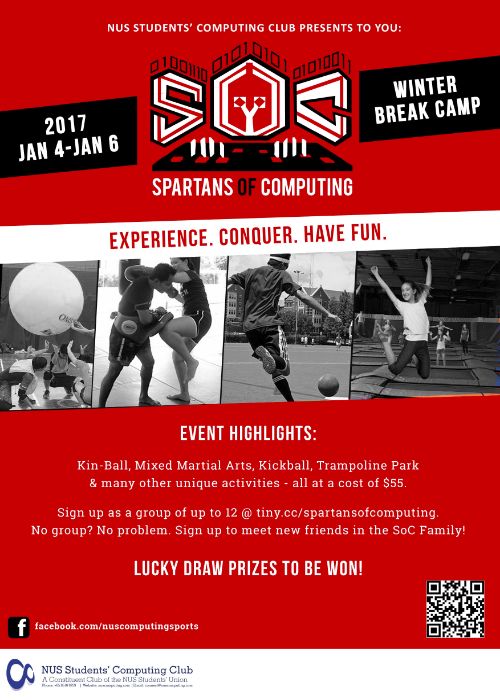 NUS STUDENTS' COMPUTING CLUB PRESENTS TO YOU:
010011 0101010101 01010011
SOC
2017
JAN 4-JAN 6
WINTER
BREAK CAMP
SPARTANS OF COMPUTING
EXPERIENCE. CONQUER. HAVE FUN.
EVENT HIGHLIGHTS:
Kin-Ball, Mixed Martial Arts, Kickball, Trampoline Park
& many other unique activities - all at a cost of $55.
Sign up as a group of up to 12 @ tiny.cc/spartansofcomputing.
No group? No problem. Sign up to meet new friends in the SoC Family!
LUCKY DRAW PRIZES TO BE WON!
f facebook.com/nuscomputingsports
NUS Students' Computing Club
A Constituent Club of the NUS Students' Union